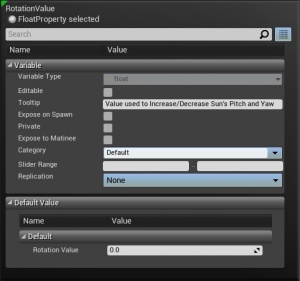 RotationValue
FloatProperty selected
Search
Name Value
Variable
Variable Type float
Editable
Tooltip Value used to Increase/Decrease Sun's Pitch and Yaw
Expose on Spawn
Private
Expose to Matinee
Category Default
Slider Range
Replication None
Default Value
Name Value
Default
Rotation Value 0.0